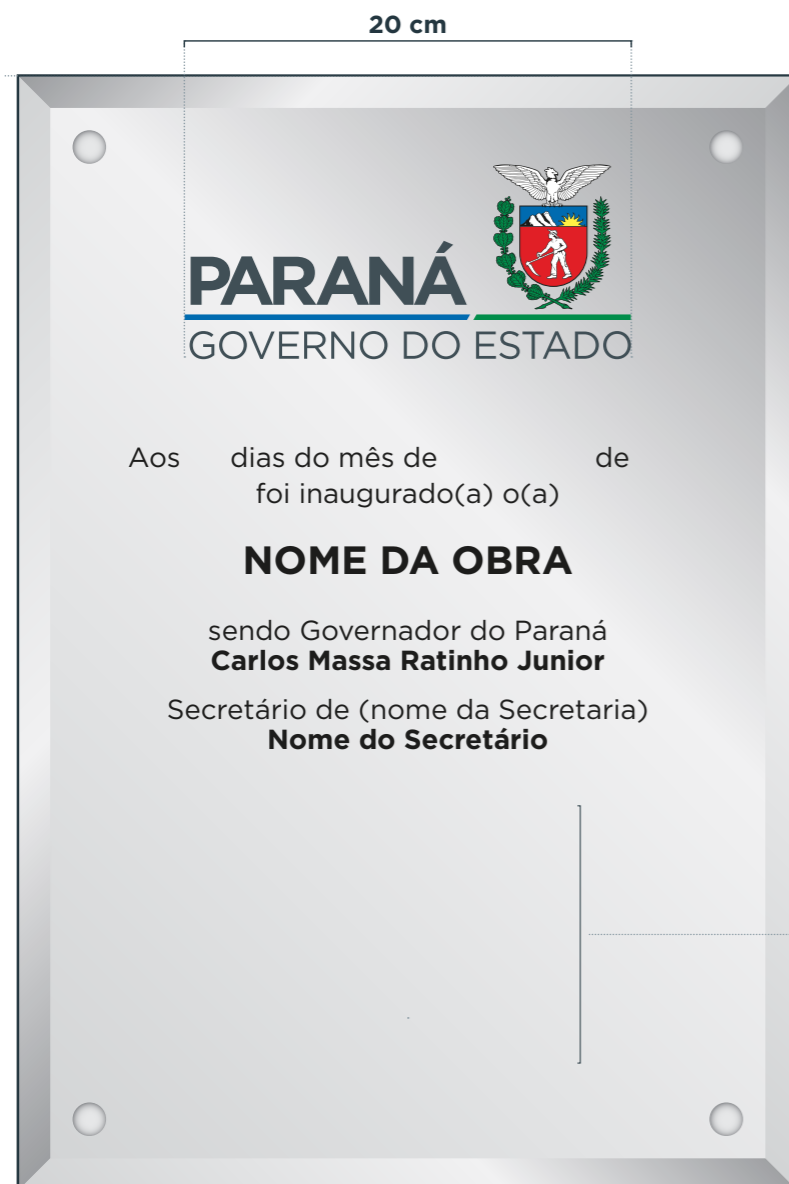 20 cm
PARANÁ
GOVERNO DO ESTADO
Aos dias do mês de de
foi inaugurado(a) o(a)
NOME DA OBRA
sendo Governador do Paraná
Carlos Massa Ratinho Junior
Secretário de (nome da Secretaria)
Nome do Secretário